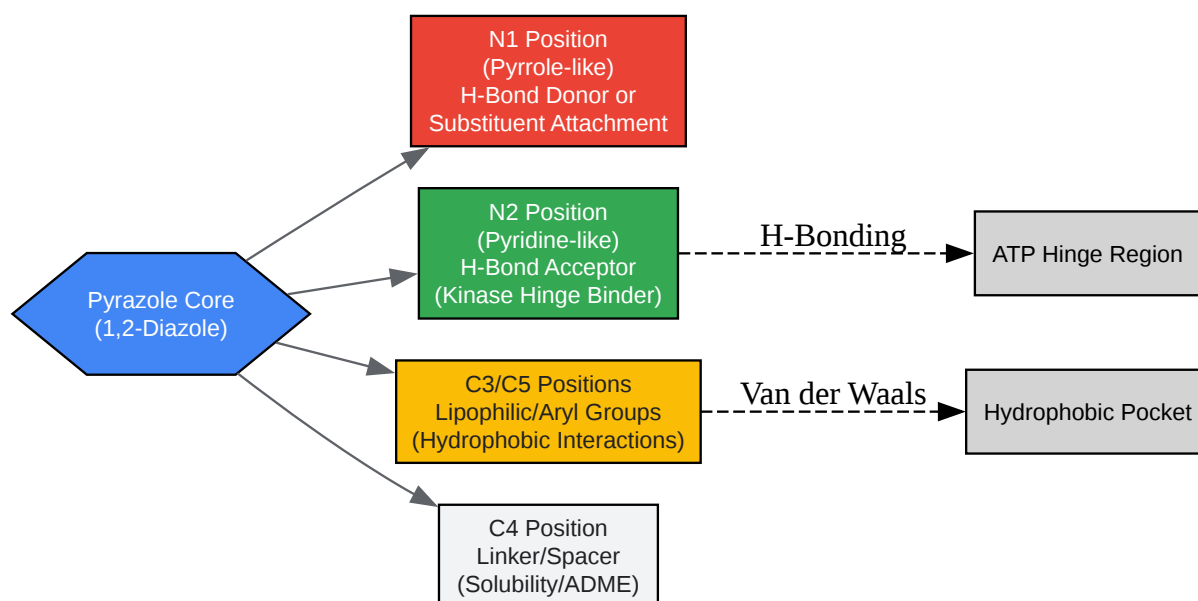 Pyrazole Core
(1,2-Diazole)
N1 Position
(Pyrrole-like)
H-Bond Donor or
Substituent Attachment
N2 Position
(Pyridine-like)
H-Bond Acceptor
(Kinase Hinge Binder)
H-Bonding
ATP Hinge Region
C3/C5 Positions
Lipophilic/Aryl Groups
(Hydrophobic Interactions)
Van der Waals
Hydrophobic Pocket
C4 Position
Linker/Spacer
(Solubility/ADME)